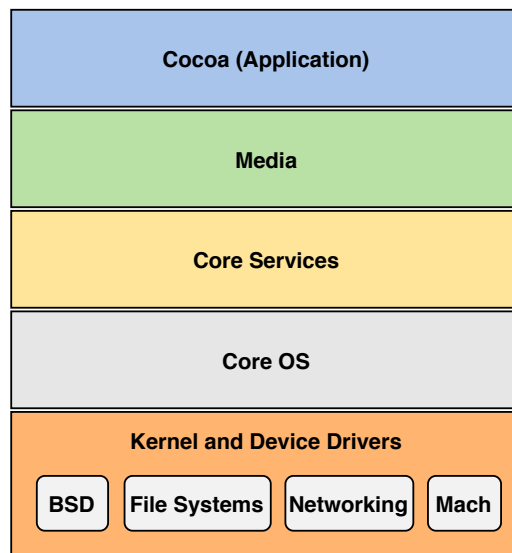 Cocoa (Application)
Media
Core Services
Core OS
Kernel and Device Drivers
BSD File Systems Networking Mach